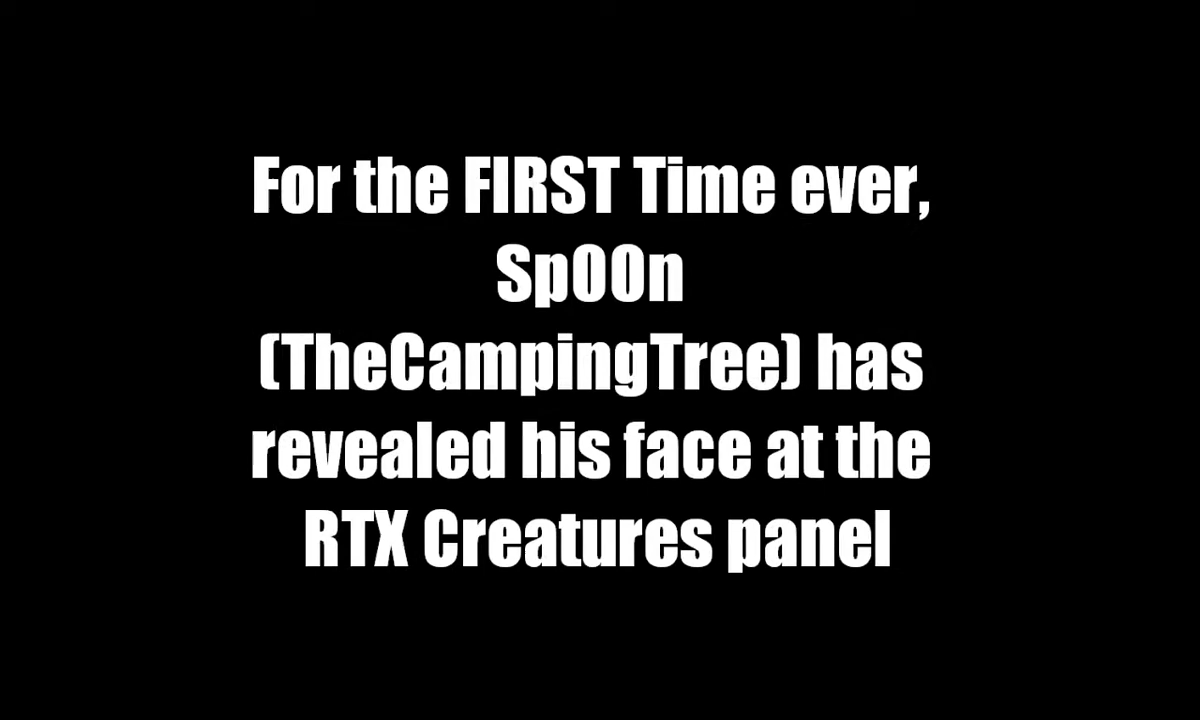 For the FIRST Time ever,
Sp00n
(TheCampingTree) has
revealed his face at the
RTX Creatures panel